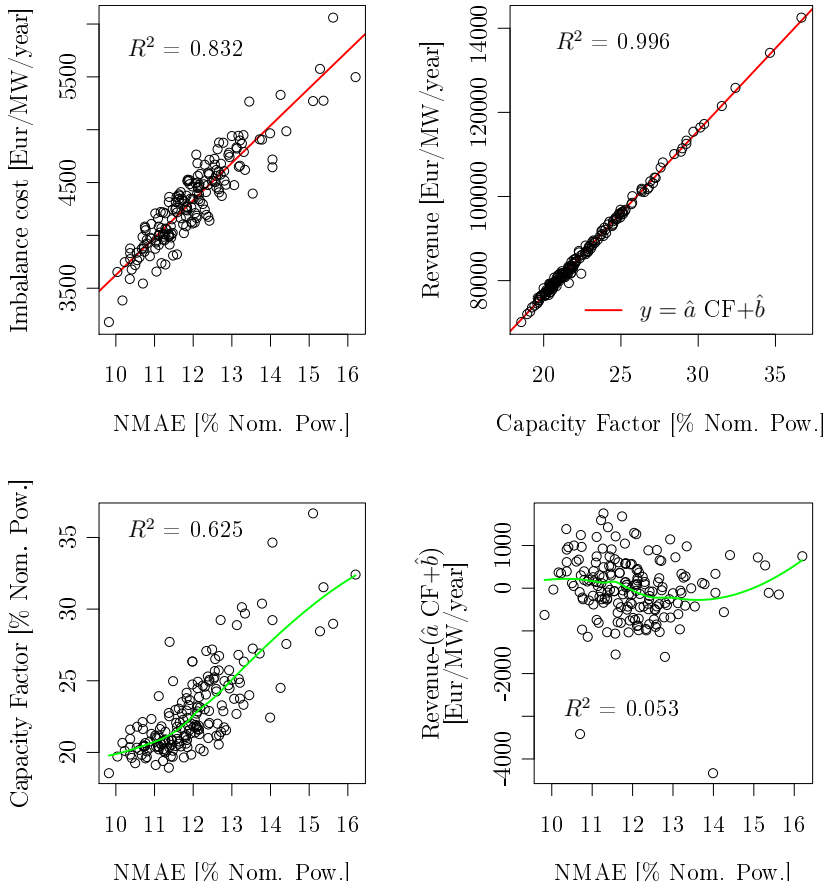 Imbalance cost [Eur/MW/year]
3500 4500 5500
R² = 0.832
10 11 12 13 14 15 16
NMAE [% Nom. Pow.]
Revenue [Eur/MW/year]
80000 100000 120000 140000
R² = 0.996
y = â CF+b̂
20 25 30 35
Capacity Factor [% Nom. Pow.]
Capacity Factor [% Nom. Pow.]
20 25 30 35
R² = 0.625
10 11 12 13 14 15 16
NMAE [% Nom. Pow.]
Revenue-(â CF+b̂)
[Eur/MW/year]
-4000 -2000 0 1000
R² = 0.053
10 11 12 13 14 15 16
NMAE [% Nom. Pow.]